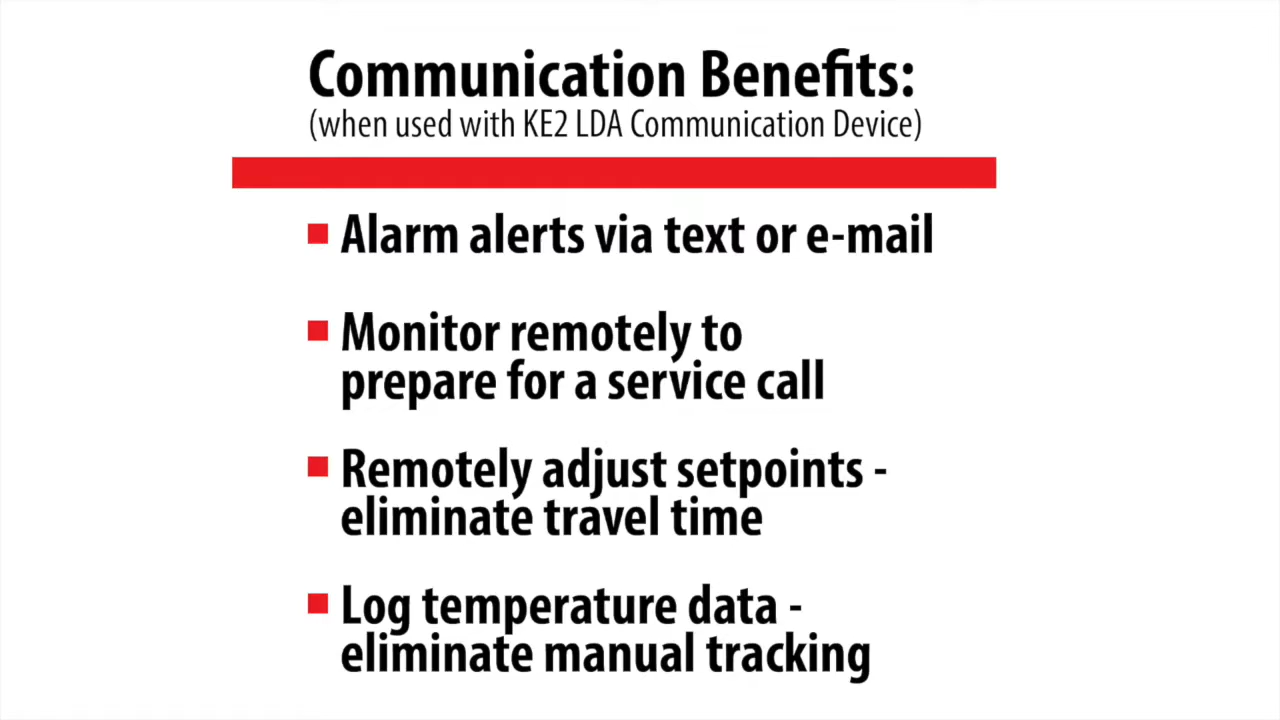 Communication Benefits:
(when used with KE2 LDA Communication Device)
Alarm alerts via text or e-mail
Monitor remotely to
prepare for a service call
Remotely adjust setpoints -
eliminate travel time
Log temperature data -
eliminate manual tracking